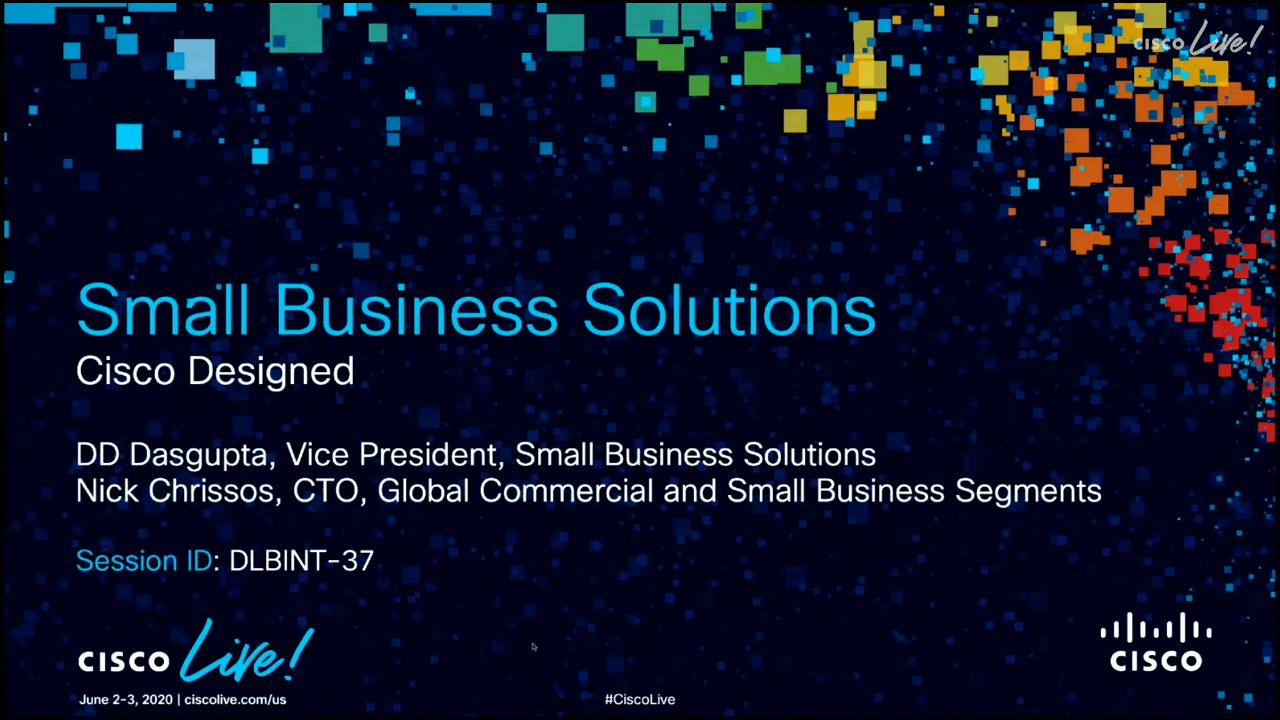 CISCO Live!
Small Business Solutions
Cisco Designed
DD Dasgupta, Vice President, Small Business Solutions
Nick Chrissos, CTO, Global Commercial and Small Business Segments
Session ID: DLBINT-37
CISCO Live!
CISCO
June 2-3, 2020 | ciscolive.com/us
#CiscoLive